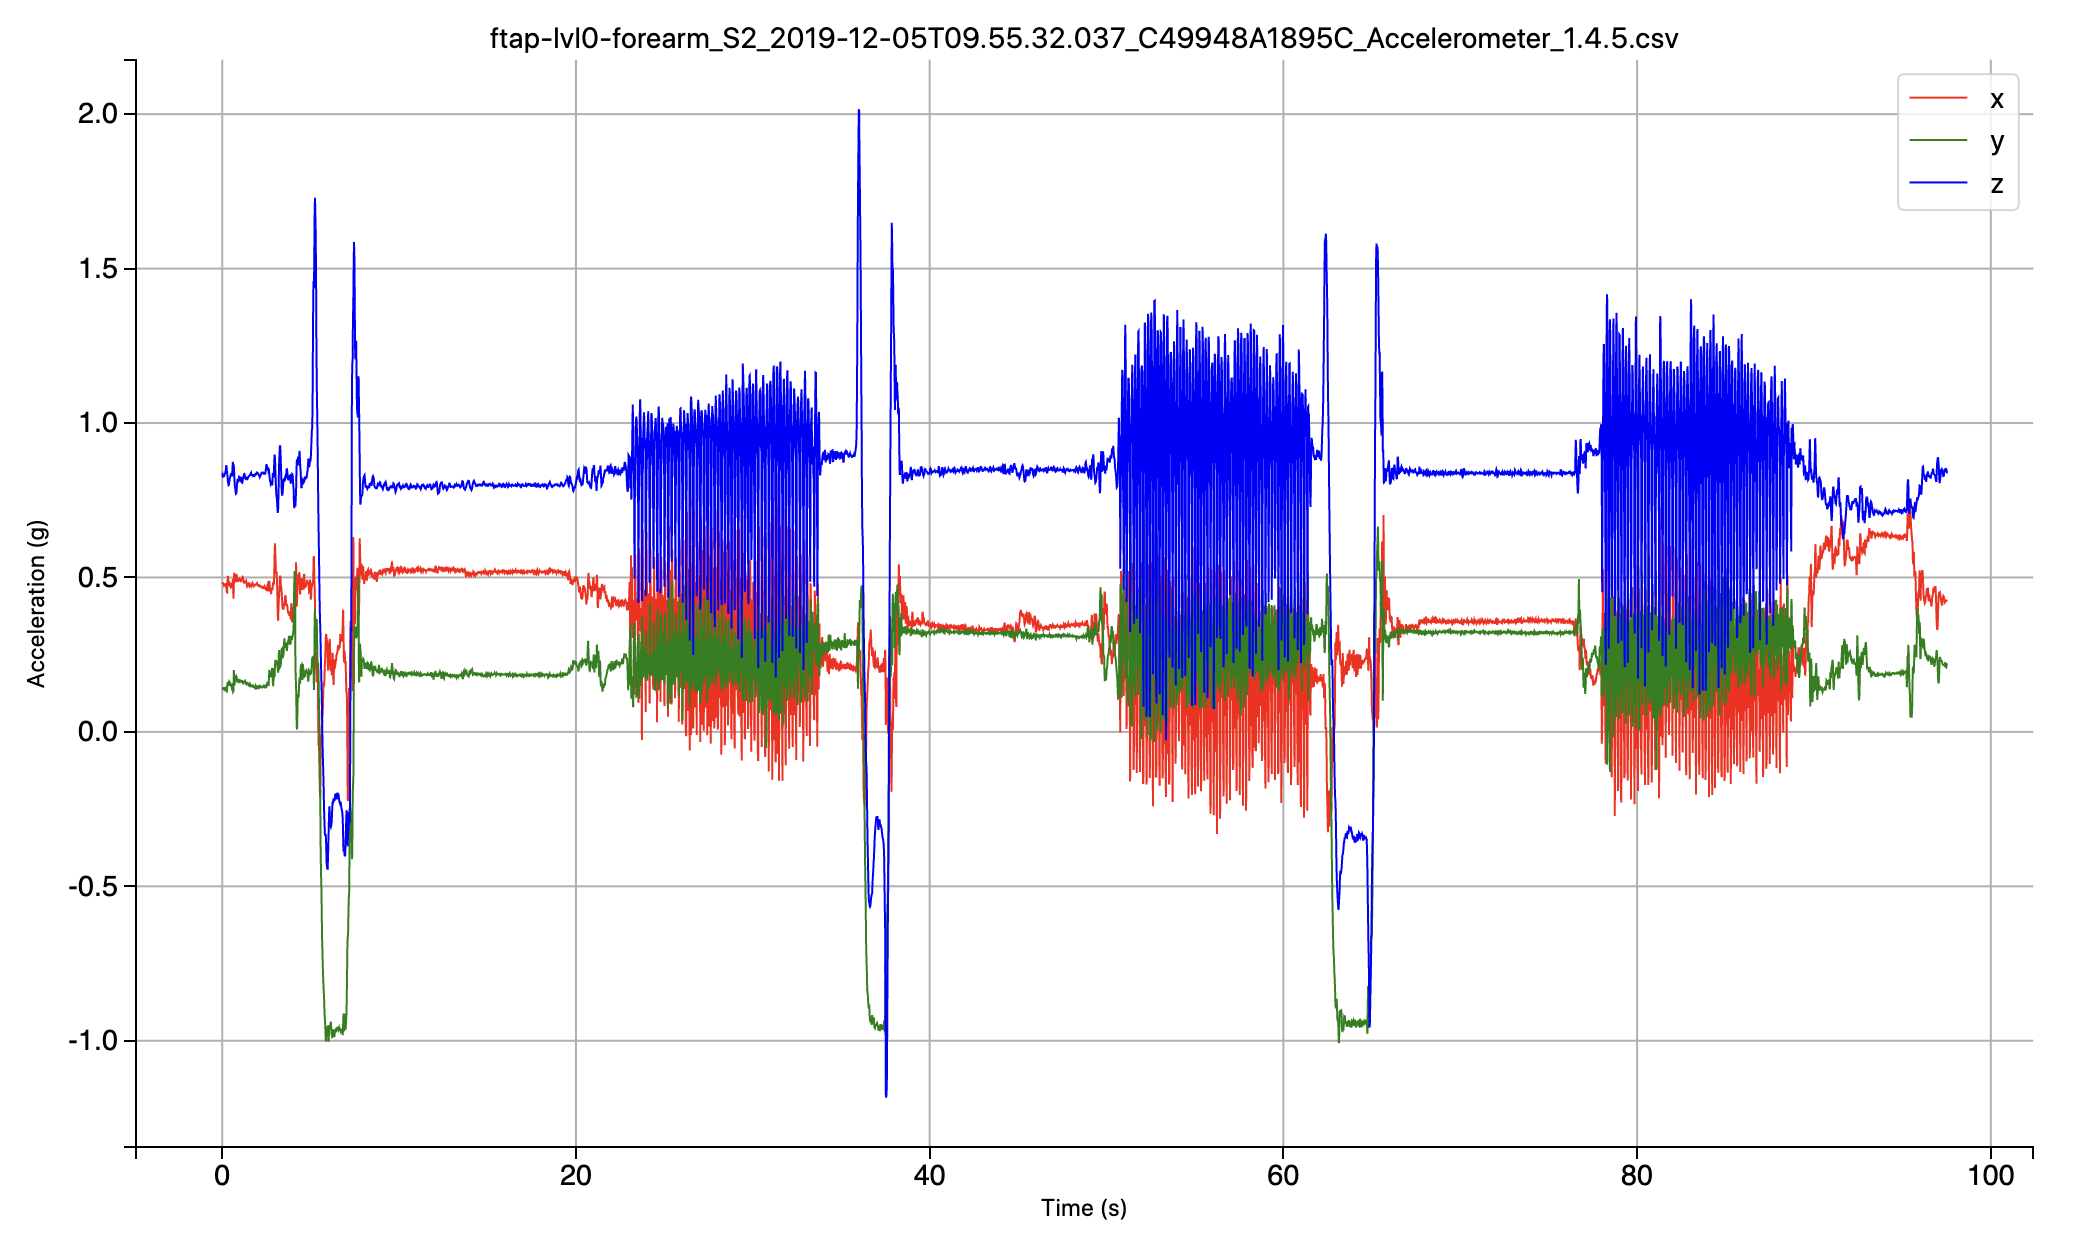 ftap-lvl0-forearm_S2_2019-12-05T09.55.32.037_C49948A1895C_Accelerometer_1.4.5.csv
x
y
z
2.0
1.5
1.0
0.5
0.0
-0.5
-1.0
Acceleration (g)
0 20 40 60 80 100
Time (s)